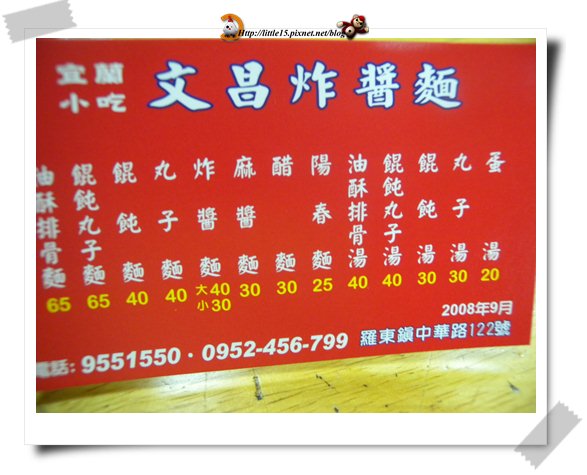 Http://little15.pixnet.net/blog
宜蘭
小吃
文昌炸醬麵
油酥排骨麵 65
餛飩丸子麵 65
餛飩麵 40
丸子麵 40
炸醬麵 大40 小30
麻醬麵 30
醋麵 30
陽春麵 25
油酥排骨湯 40
餛飩丸子湯 40
餛飩湯 30
丸子湯 30
蛋湯 20
2008年9月
電話: 9551550·0952-456-799
羅東鎮中華路122號